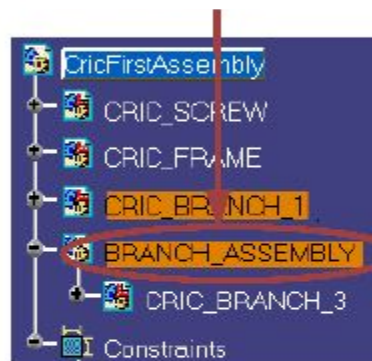 CricFirstAssembly
CRIC_SCREW
CRIC_FRAME
CRIC_BRANCH_1
BRANCH_ASSEMBLY
CRIC_BRANCH_3
Constraints